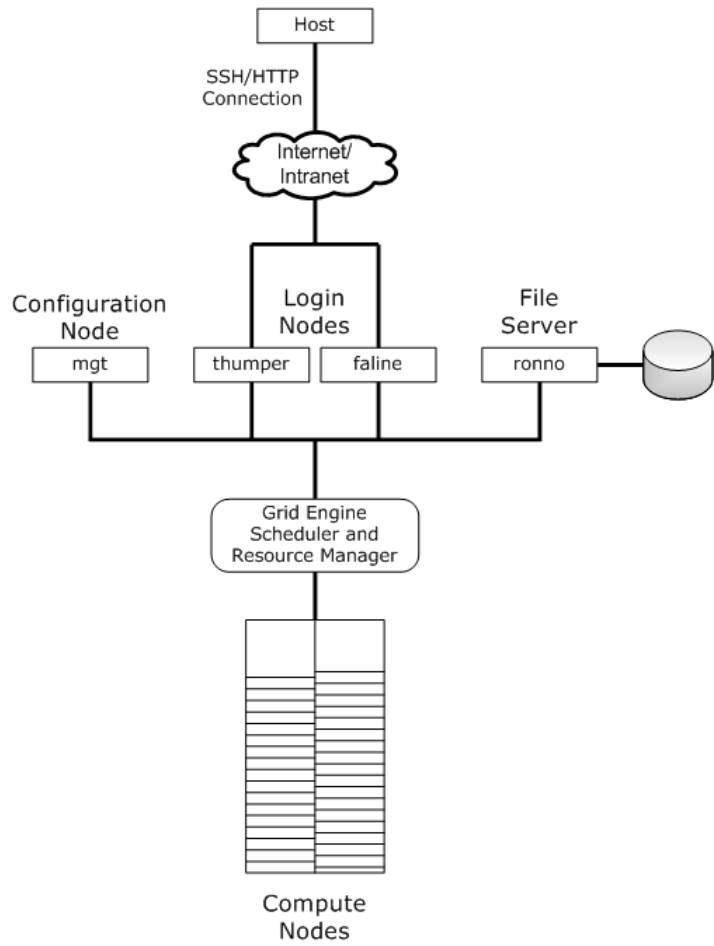 Host
SSH/HTTP
Connection
Internet/
Intranet
Configuration
Node
Login
Nodes
File
Server
mgt
thumper
faline
ronno
Grid Engine
Scheduler and
Resource Manager
Compute
Nodes